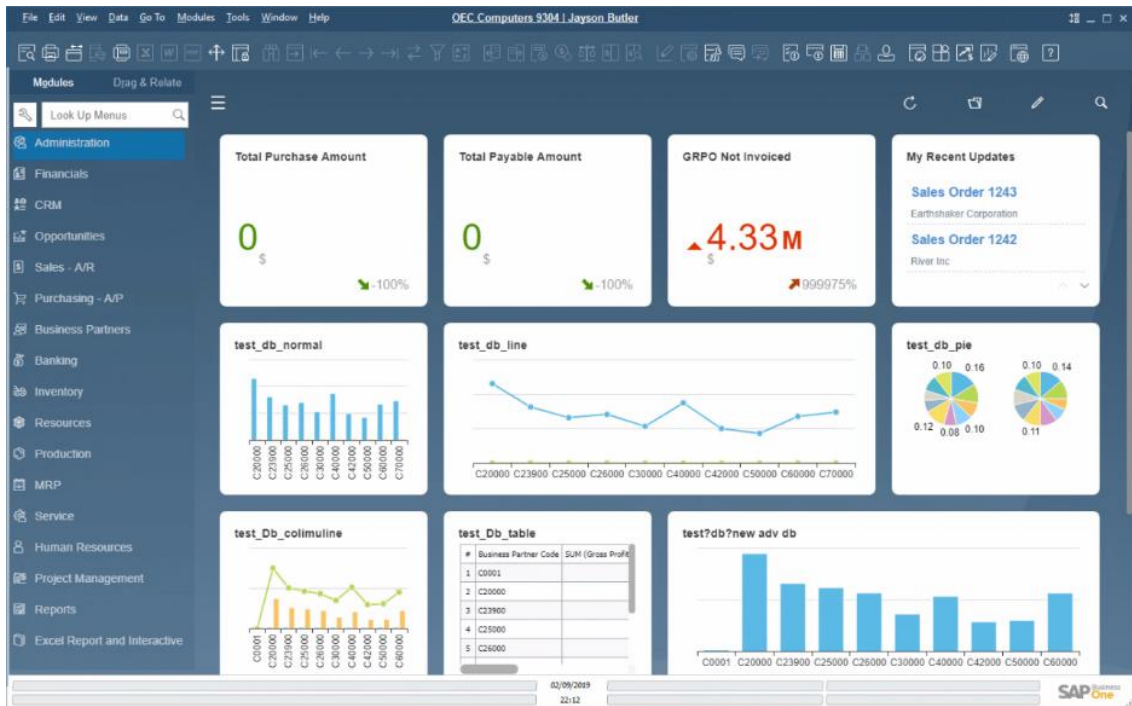 File Edit View Data Go To Modules Tools Window Help
OEC Computers 9304 | Jayson Butler
Modules Drag & Relate
Look Up Menus
Administration
Financials
CRM
Opportunities
Sales - A/R
Purchasing - A/P
Business Partners
Banking
Inventory
Resources
Production
MRP
Service
Human Resources
Project Management
Reports
Excel Report and Interactive
Total Purchase Amount
0
$
-100%
Total Payable Amount
0
$
-100%
GRPO Not Invoiced
4.33 M
$
999975%
My Recent Updates
Sales Order 1243
Earthshaker Corporation
Sales Order 1242
River Inc
test_db_normal
C20000 C23900 C25000 C26000 C30000 C40000 C42000 C50000 C60000 C70000
test_db_line
C20000 C23900 C25000 C26000 C30000 C40000 C42000 C50000 C60000 C70000
test_db_pie
0.10 0.16 0.10 0.14
0.12 0.08 0.10 0.11
test_Db_colimuline
C0001 C20000 C23900 C25000 C26000 C30000 C40000 C42000 C50000 C60000
test_Db_table
# Business Partner Code SUM (Gross Profit
1 C0001
2 C20000
3 C23900
4 C25000
5 C26000
test?db?new adv db
C0001 C20000 C23900 C25000 C26000 C30000 C40000 C42000 C50000 C60000
02/09/2019
22:12
SAP Business One